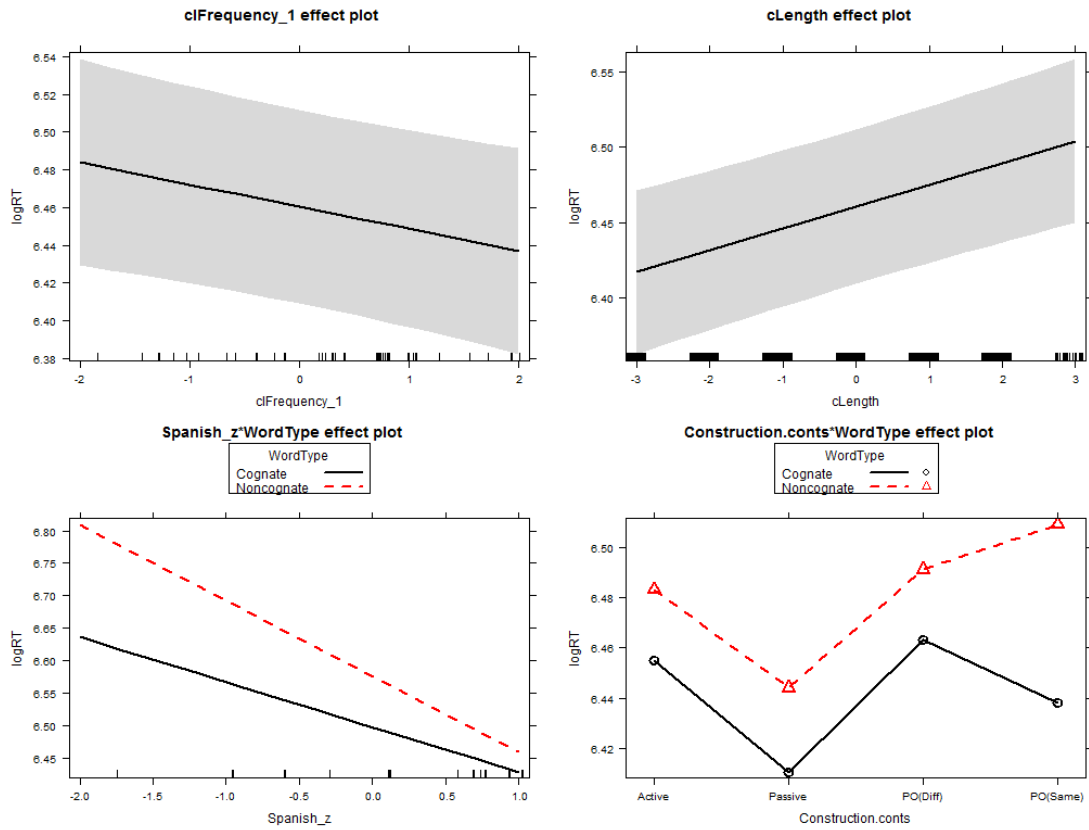 clFrequency_1 effect plot
6.54
6.52
6.50
6.48
6.46
6.44
6.42
6.40
6.38
logRT
-2 -1 0 1 2
clFrequency_1
cLength effect plot
6.55
6.50
6.45
6.40
logRT
-3 -2 -1 0 1 2 3
cLength
Spanish_z*WordType effect plot
WordType
Cognate
Noncognate
6.80
6.75
6.70
6.65
6.60
6.55
6.50
6.45
logRT
-2.0 -1.5 -1.0 -0.5 0.0 0.5 1.0
Spanish_z
Construction.conts*WordType effect plot
WordType
Cognate
Noncognate
6.50
6.48
6.46
6.44
6.42
logRT
Active Passive PO(Diff) PO(Same)
Construction.conts